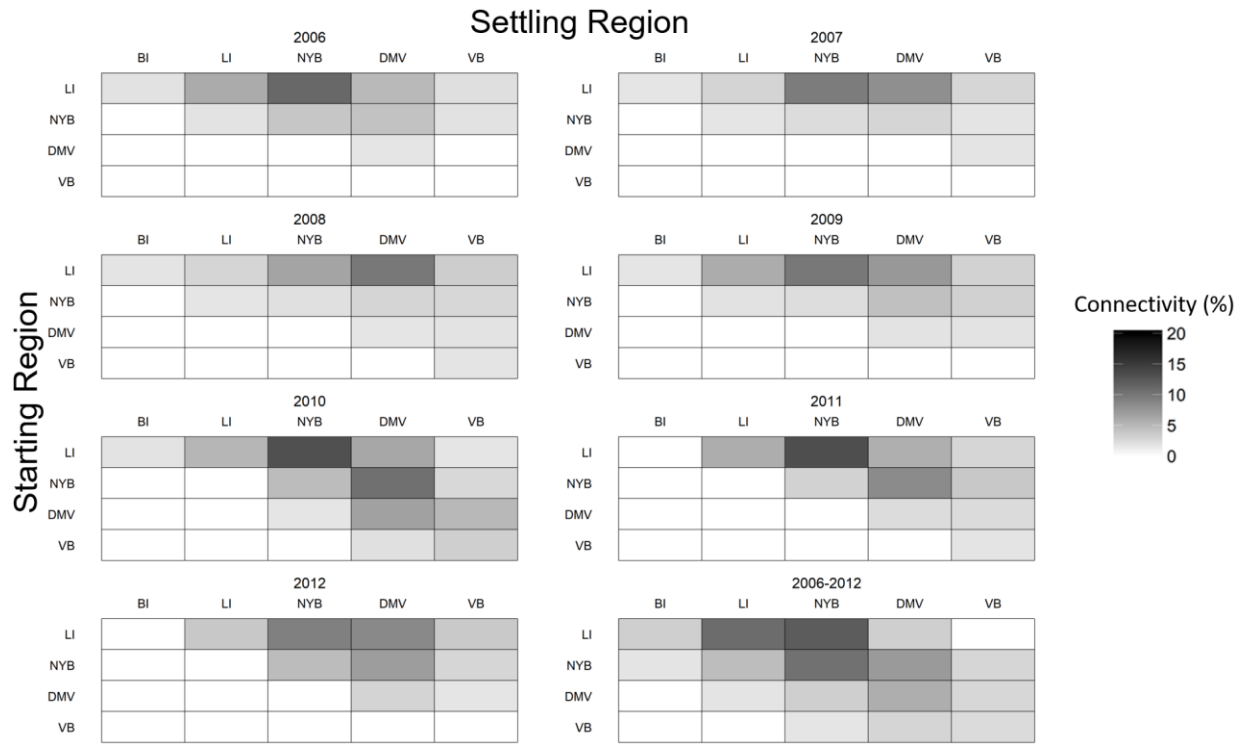 Settling Region
2006 2007
BI LI NYB DMV VB BI LI NYB DMV VB
LI LI
NYB NYB
DMV DMV
VB VB
2008 2009
BI LI NYB DMV VB BI LI NYB DMV VB
LI LI
NYB NYB
DMV DMV
VB VB
Starting Region
Connectivity (%)
20
15
10
5
0
2010 2011
BI LI NYB DMV VB BI LI NYB DMV VB
LI LI
NYB NYB
DMV DMV
VB VB
2012 2006-2012
BI LI NYB DMV VB BI LI NYB DMV VB
LI LI
NYB NYB
DMV DMV
VB VB